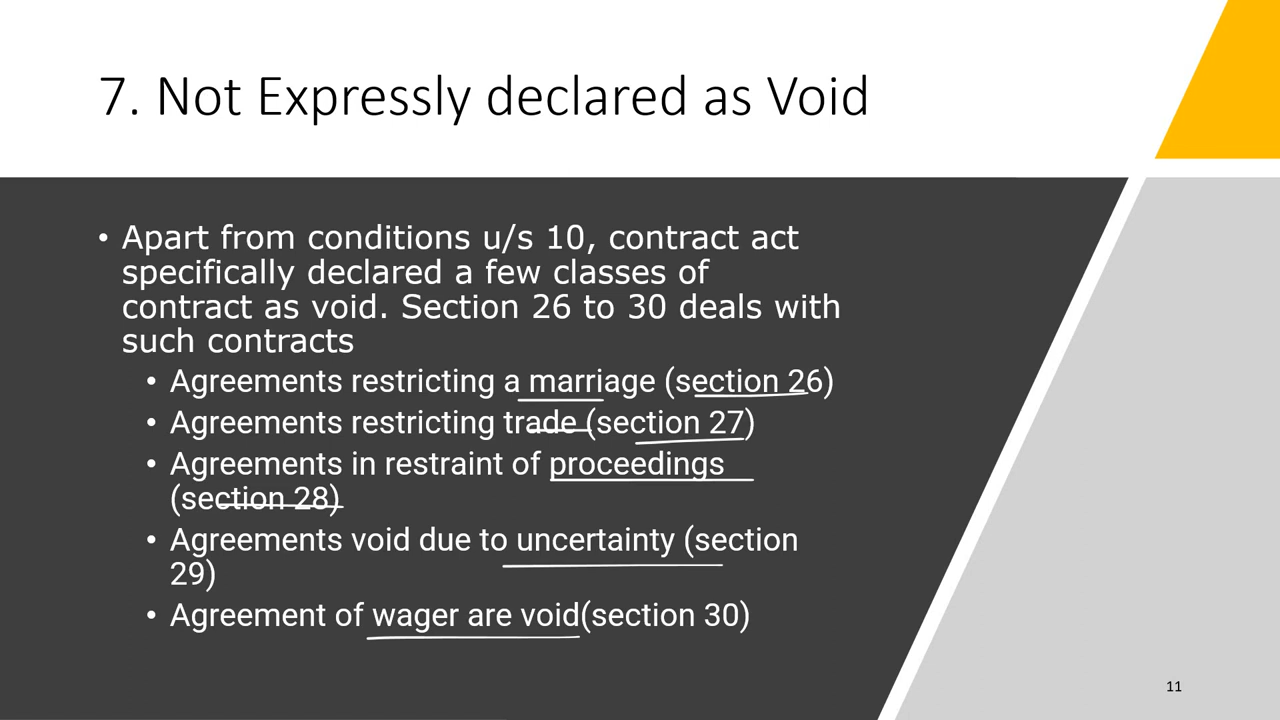 7. Not Expressly declared as Void
• Apart from conditions u/s 10, contract act
specifically declared a few classes of
contract as void. Section 26 to 30 deals with
such contracts
• Agreements restricting a marriage (section 26)
• Agreements restricting trade (section 27)
• Agreements in restraint of proceedings
(section 28)
• Agreements void due to uncertainty (section
29)
• Agreement of wager are void(section 30)
11